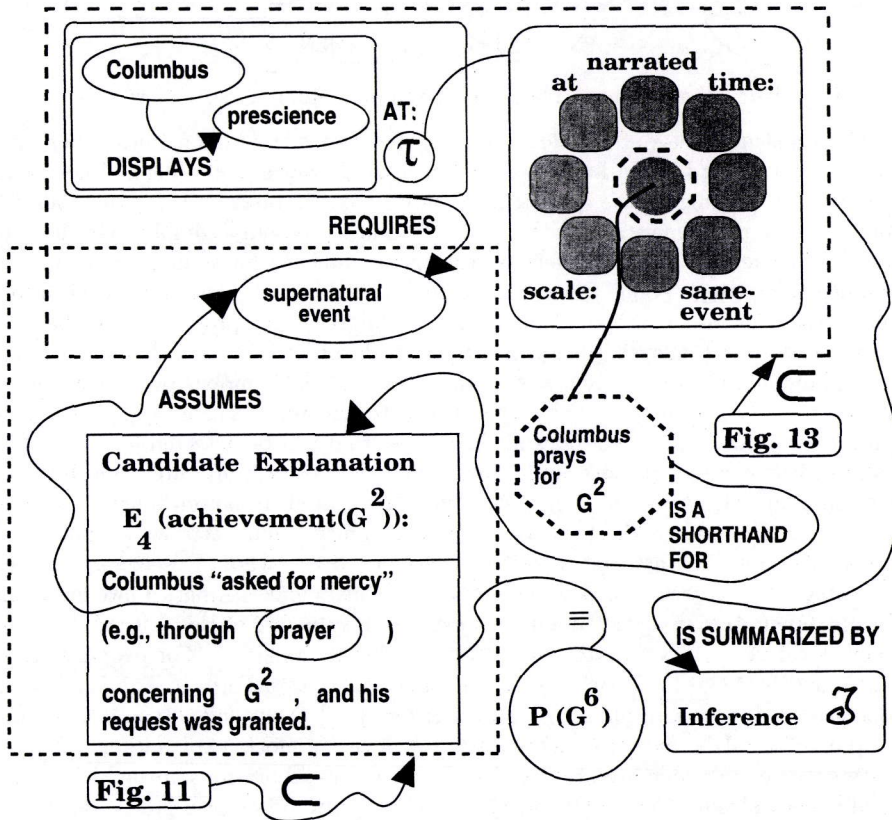 Columbus
prescience
DISPLAYS
AT:
τ
narrated
at time:
scale: same-
event
REQUIRES
supernatural
event
ASSUMES
Candidate Explanation
E4 (achievement(G²)):
Columbus “asked for mercy”
(e.g., through prayer )
concerning G² , and his
request was granted.
Fig. 11 ⊂
Columbus
prays
for
G²
IS A
SHORTHAND
FOR
⊂
Fig. 13
≡
P (G⁶)
IS SUMMARIZED BY
Inference ℑ